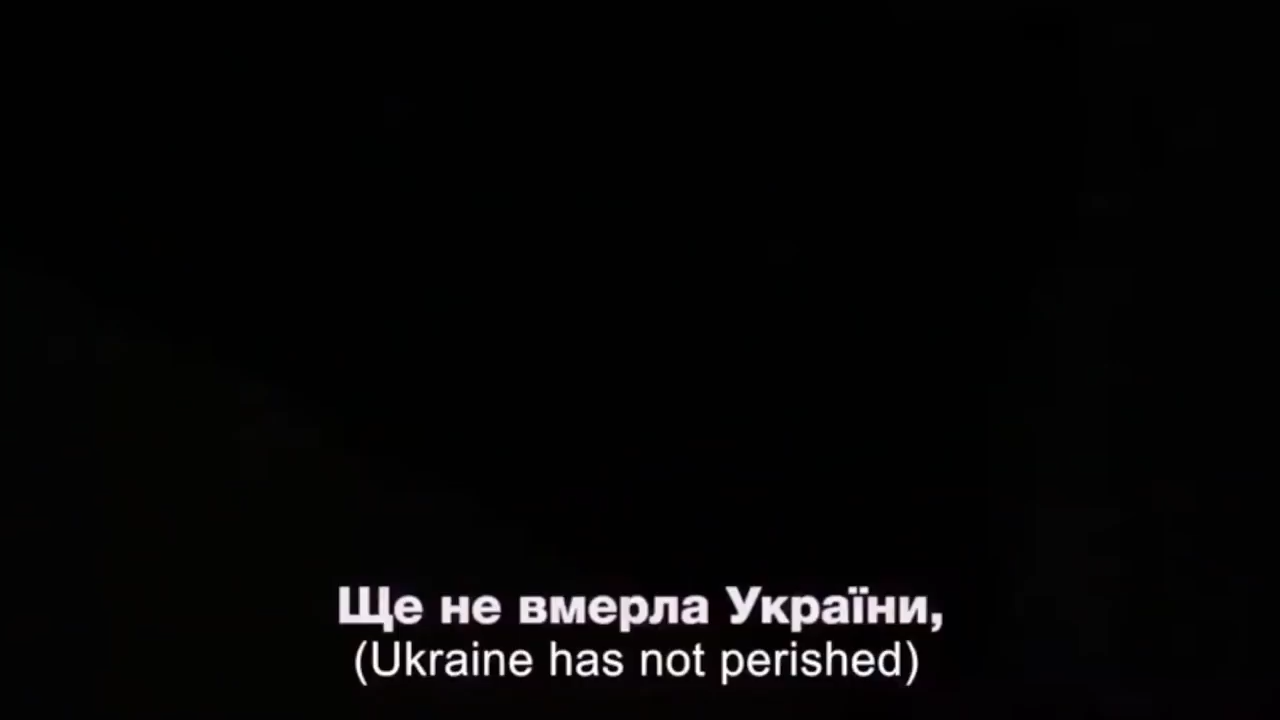 Ще не вмерла України,
(Ukraine has not perished)